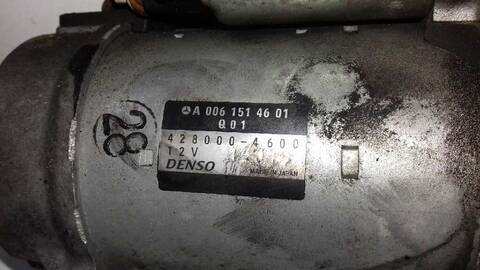 A 006 151 46 01
Q01
428000-4600
12V
DENSO MADE IN JAPAN
28